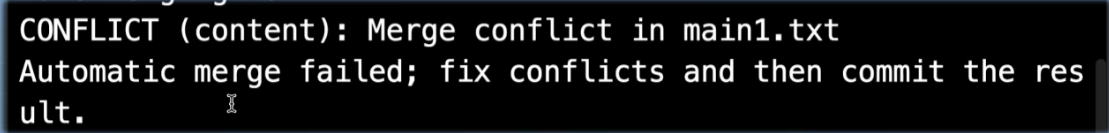 CONFLICT (content): Merge conflict in main1.txt
Automatic merge failed; fix conflicts and then commit the res
ult.